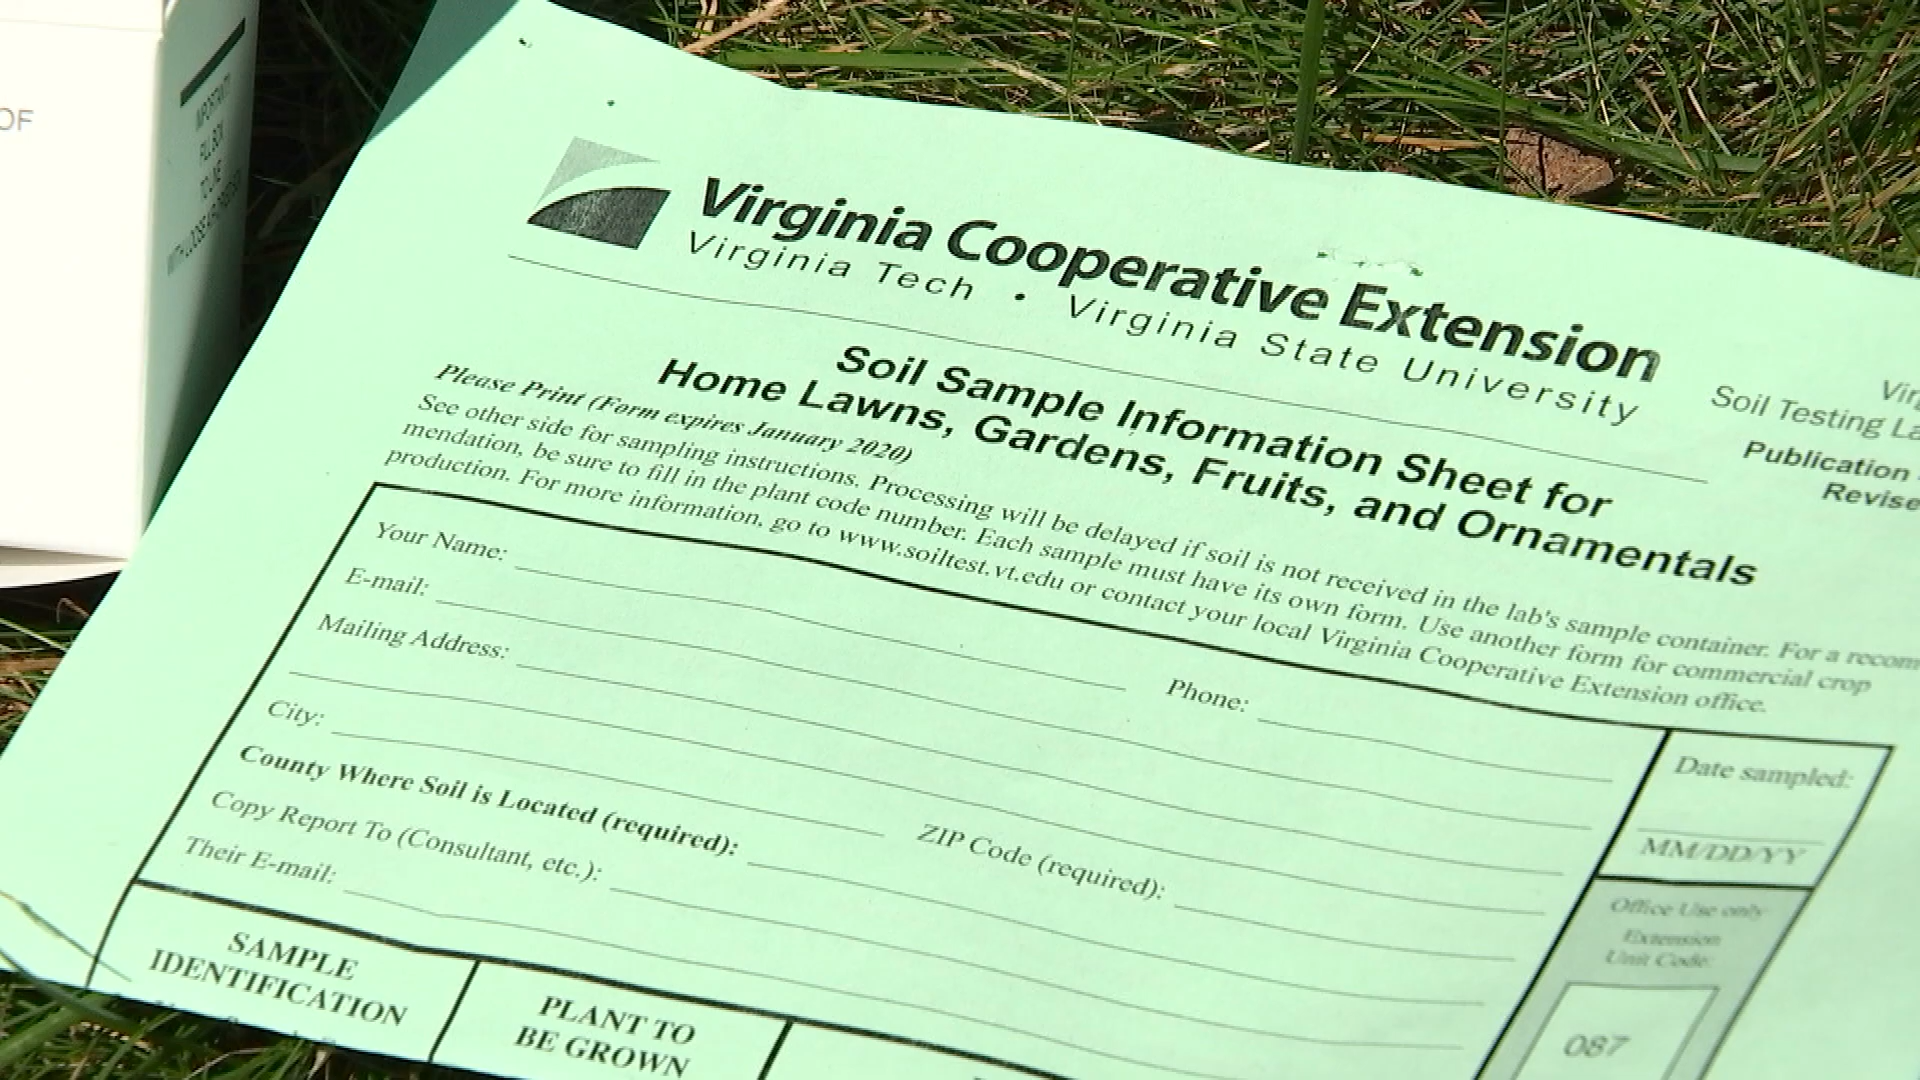 OF
IMPORTANT!
FILL BOX
TO LINE
Virginia Cooperative Extension
Virginia Tech • Virginia State University
Soil Testing
Publication
Soil Sample Information Sheet for
Home Lawns, Gardens, Fruits, and Ornamentals
Please Print (Form expires January 2020)
See other side for sampling instructions. Processing will be delayed if soil is not received in the lab's sample container. For a recom
mendation, be sure to fill in the plant code number. Each sample must have its own form. Use another form for commercial crop
production. For more information, go to www.soiltest.vt.edu or contact your local Virginia Cooperative Extension office.
Your Name:
Phone:
E-mail:
Mailing Address:
City:
ZIP Code (required):
County Where Soil is Located (required):
Copy Report To (Consultant, etc.):
Their E-mail:
Date sampled:
MM/DD/YY
Office Use only
Extension
Unit Code:
087
SAMPLE
IDENTIFICATION
PLANT TO
BE GROWN